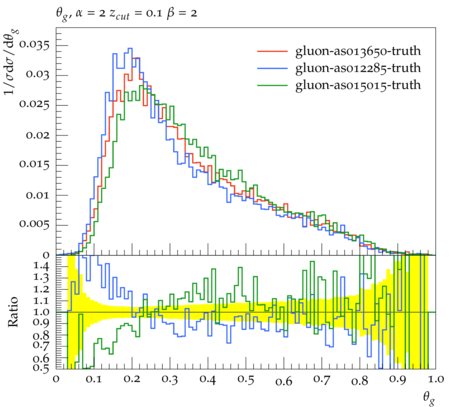 θg, α = 2 zcut = 0.1 β = 2
1/σdσ/dθg
0.035
0.03
0.025
0.02
0.015
0.01
0.005
0
gluon-as013650-truth
gluon-as012285-truth
gluon-as015015-truth
Ratio
1.4
1.3
1.2
1.1
1.0
0.9
0.8
0.7
0.6
0.5
0 0.1 0.2 0.3 0.4 0.5 0.6 0.7 0.8 0.9 1.0
θg